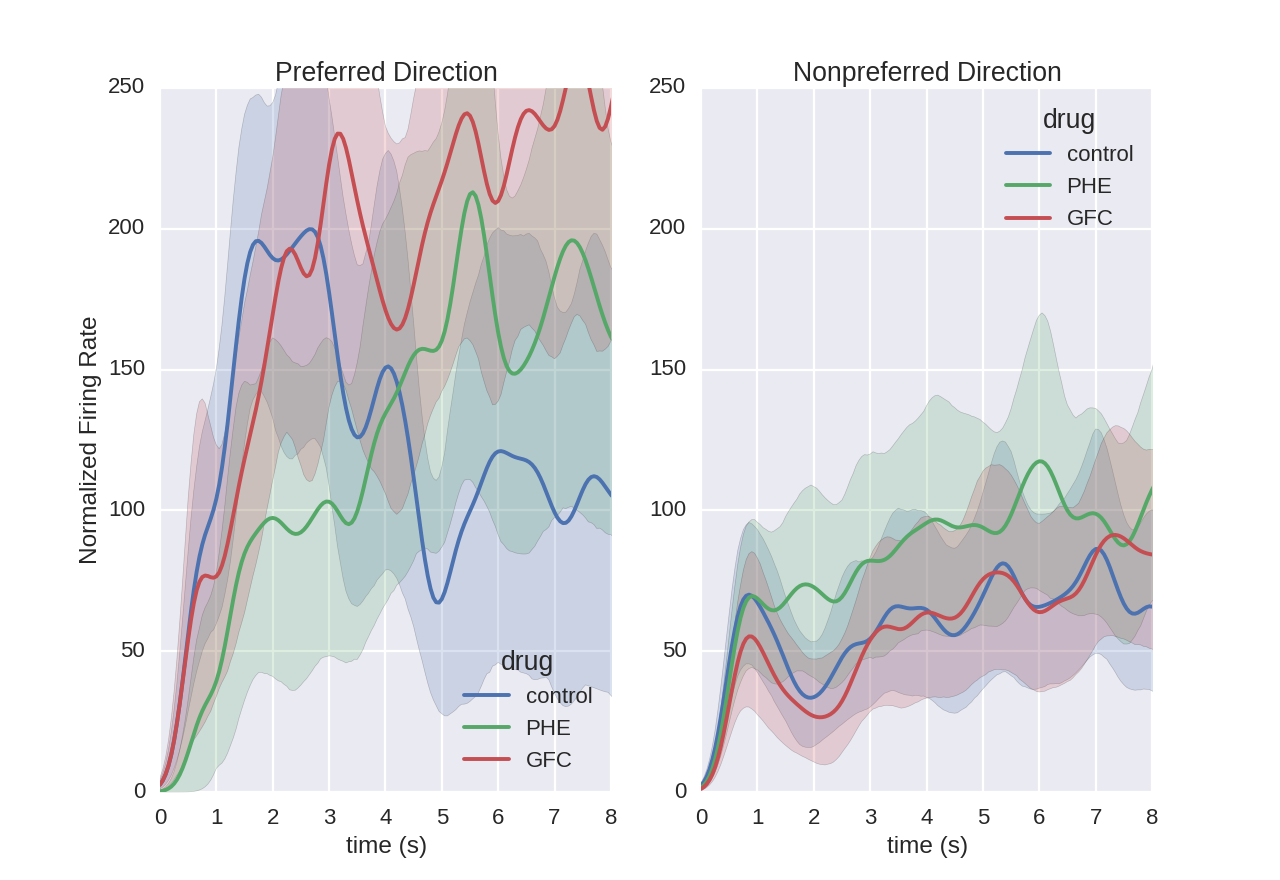 Preferred Direction
250
200
150
100
50
0
Normalized Firing Rate
drug
control
PHE
GFC
0 1 2 3 4 5 6 7 8
time (s)
Nonpreferred Direction
250
200
150
100
50
0
drug
control
PHE
GFC
0 1 2 3 4 5 6 7 8
time (s)